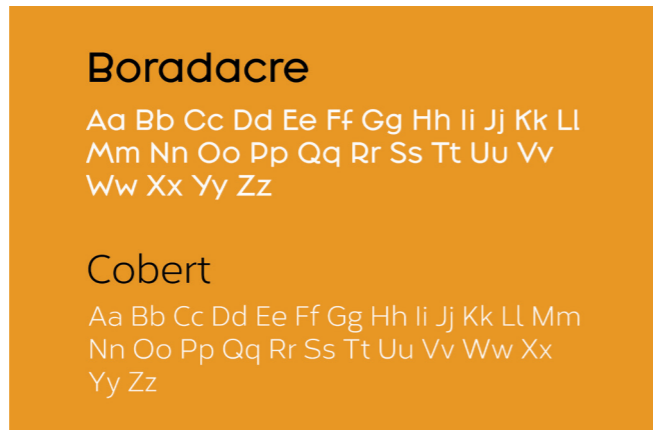 Boradacre
Aa Bb Cc Dd Ee Ff Gg Hh Ii Jj Kk Ll
Mm Nn Oo Pp Qq Rr Ss Tt Uu Vv
Ww Xx Yy Zz
Cobert
Aa Bb Cc Dd Ee Ff Gg Hh Ii Jj Kk Ll Mm
Nn Oo Pp Qq Rr Ss Tt Uu Vv Ww Xx
Yy Zz